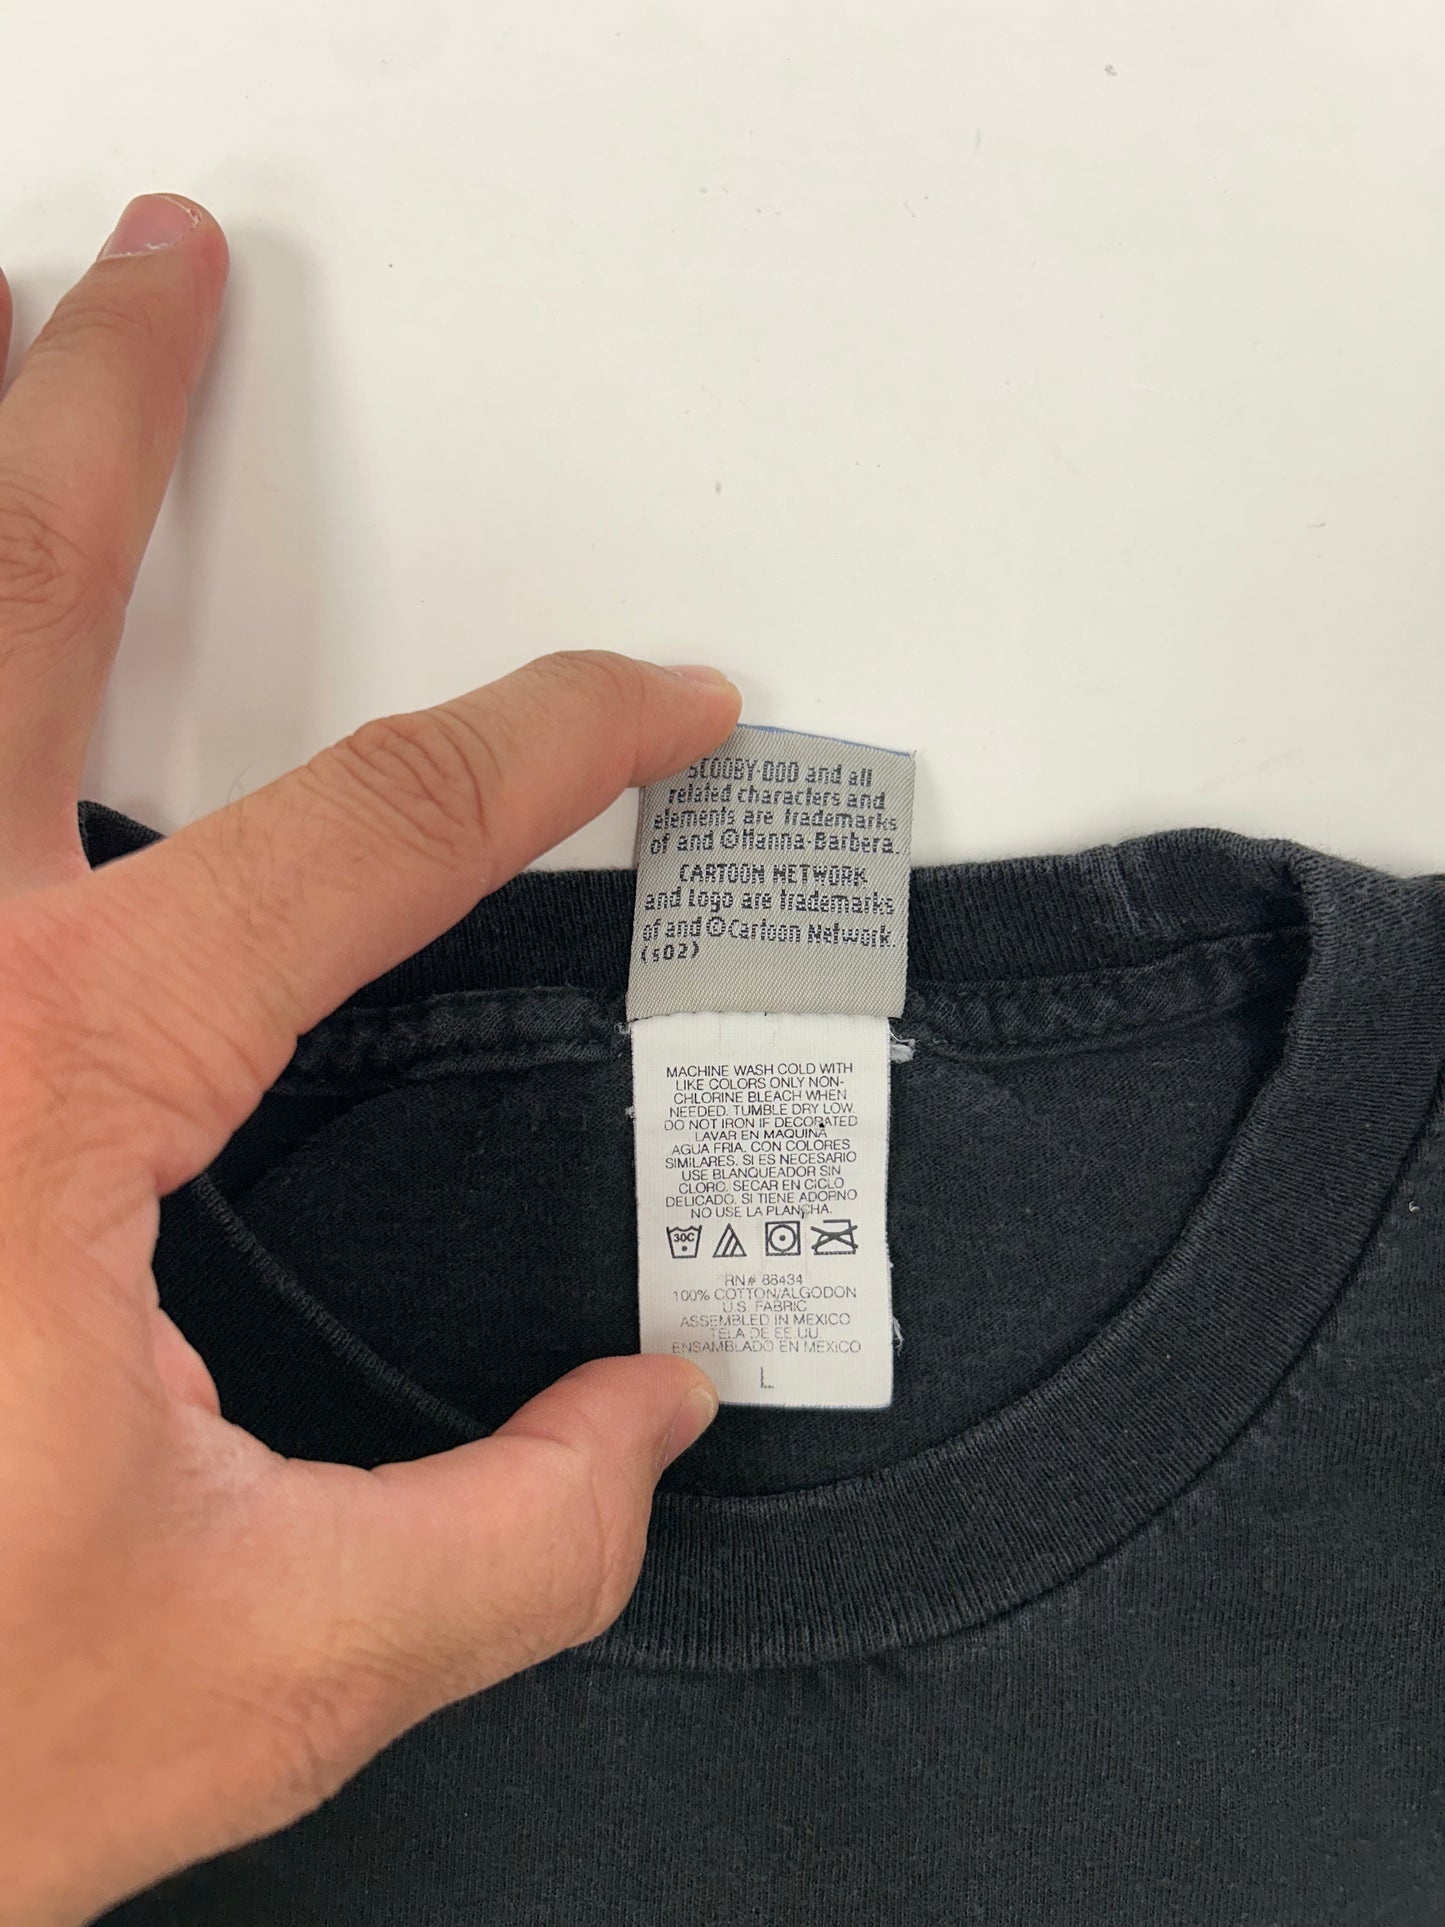 SCOOBY-DOO and all
related characters and
elements are trademarks
of and ©Hanna-Barbera.
CARTOON NETWORK
and Logo are trademarks
of and ©Cartoon Network.
(s02)
MACHINE WASH COLD WITH
LIKE COLORS ONLY NON-
CHLORINE BLEACH WHEN
NEEDED. TUMBLE DRY LOW.
DO NOT IRON IF DECORATED
LAVAR EN MAQUINA
AGUA FRIA. CON COLORES
SIMILARES. SI ES NECESARIO
USE BLANQUEADOR SIN
CLORO. SECAR EN CICLO
DELICADO. SI TIENE ADORNO
NO USE LA PLANCHA.
30C
RN# 88434
100% COTTON/ALGODON
U.S. FABRIC
ASSEMBLED IN MEXICO
TELA DE EE.UU.
ENSAMBLADO EN MEXICO
L